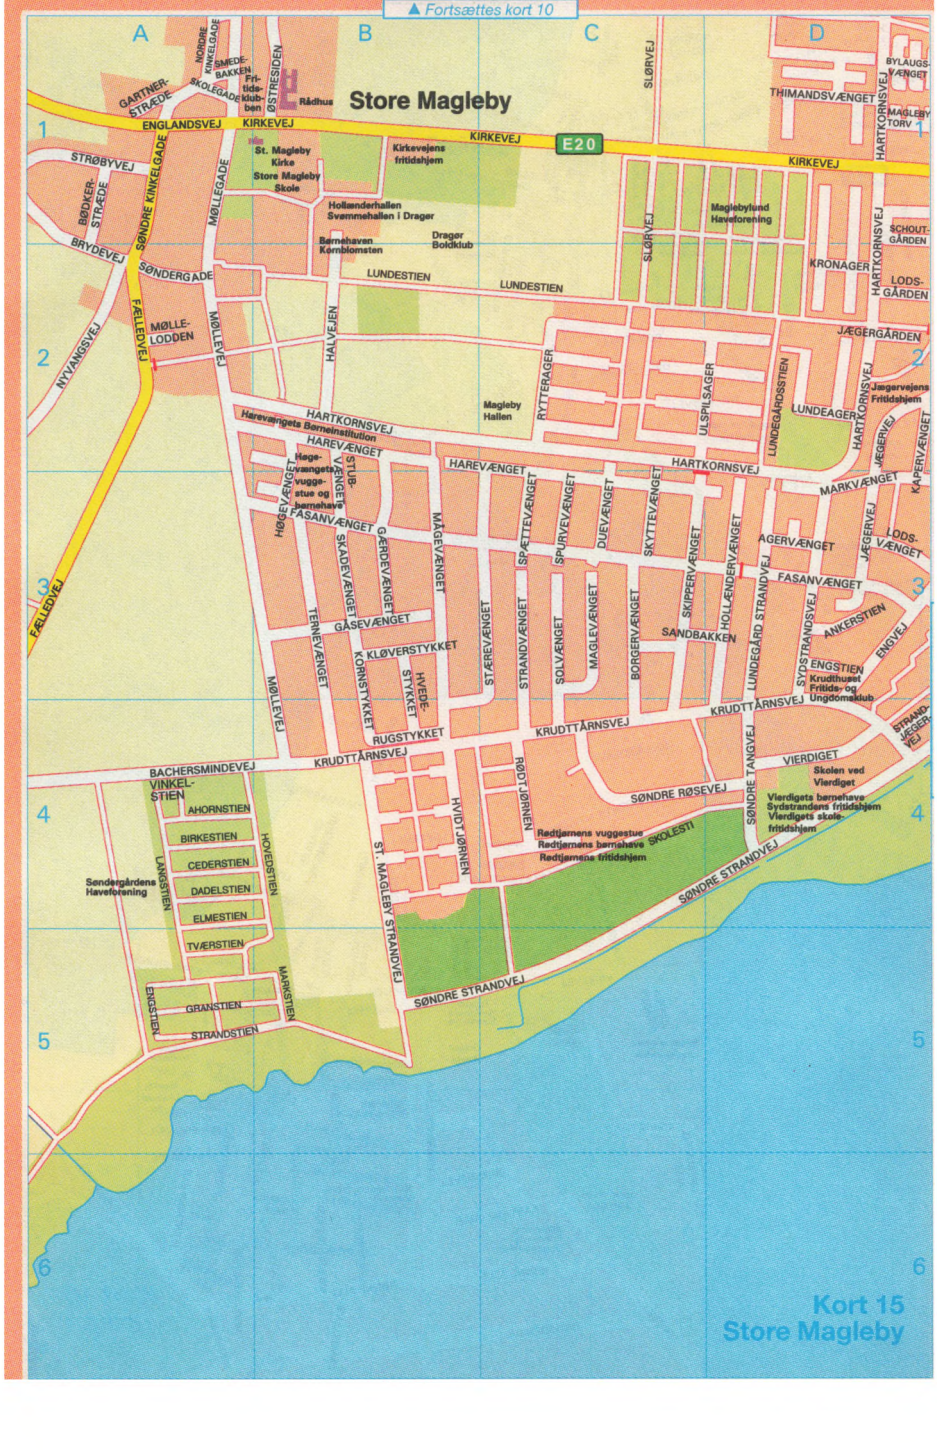 ▲ Fortsættes kort 10
A
B
C
D
NORDRE
KINKELGADE
SMEDE-
BAKKEN
SKOLEGADE
Fri-
tids-
klub-
ben
ØSTRESIDEN
Rådhus
Store Magleby
SLØRVEJ
THIMANDSVÆNGET
HARTKORNSVEJ
BYLAUGS-
VÆNGET
MAGLEBY
TORV
GARTNER-
STRÆDE
1
ENGLANDSVEJ
KIRKEVEJ
KIRKEVEJ
E20
KIRKEVEJ
1
STRØBYVEJ
BØDKER-
STRÆDE
SØNDRE KINKELGADE
MØLLEGADE
St. Magleby
Kirke
Store Magleby
Skole
Kirkevejens
fritidshjem
Hollænderhallen
Svømmehallen i Dragør
Børnehaven
Kornblomsten
Dragør
Boldklub
Maglebylund
Haveforening
SLØRVEJ
HARTKORNSVEJ
SCHOUT-
GÅRDEN
KRONAGER
LODS-
GÅRDEN
BRYDEVEJ
SØNDERGADE
LUNDESTIEN
LUNDESTIEN
FÆLLEDVEJ
MØLLE-
LODDEN
MØLLEVEJ
HALVEJEN
JÆGERGÅRDEN
2
2
NYVANGSVEJ
RYTTERAGER
ULSPILSAGER
LUNDEGÅRDSSTIEN
HARTKORNSVEJ
Jægervejens
Fritidshjem
LUNDEAGER
Magleby
Hallen
HARTKORNSVEJ
Harevængets Børneinstitution
HAREVÆNGET
HAREVÆNGET
HARTKORNSVEJ
JÆGERVEJ
KAPERVÆNGET
MARKVÆNGET
Høge-
vængets
vugge-
stue og
børnehave
HØGEVÆNGET
STUB-
VÆNGET
FASANVÆNGET
GÆRDEVÆNGET
SKADEVÆNGET
MÅGEVÆNGET
SPÆTTEVÆNGET
SPURVEVÆNGET
DUEVÆNGET
SKYTTEVÆNGET
SKIPPERVÆNGET
HOLLÆNDERVÆNGET
AGERVÆNGET
JÆGERVEJ
LODS-
VÆNGET
3
FÆLLEDVEJ
FASANVÆNGET
3
TERNEVÆNGET
GÅSEVÆNGET
KLØVERSTYKKET
KORNSTYKKET
HVEDE-
STYKKET
RUGSTYKKET
STÆREVÆNGET
STRANDVÆNGET
SOLVÆNGET
MAGLEVÆNGET
BORGERVÆNGET
SANDBAKKEN
LUNDEGÅRD STRANDVEJ
SYDSTRANDSVEJ
ANKERSTIEN
ENGVEJ
ENGSTIEN
Krudthuset
Fritids- og
Ungdomsklub
MØLLEVEJ
KRUDTTÅRNSVEJ
KRUDTTÅRNSVEJ
KRUDTTÅRNSVEJ
STRAND-
JÆGER-
VEJ
BACHERSMINDEVEJ
VINKEL-
STIEN
AHORNSTIEN
BIRKESTIEN
CEDERSTIEN
DADELSTIEN
ELMESTIEN
TVÆRSTIEN
LANGSTIEN
HOVEDSTIEN
4
Søndergårdens
Haveforening
ST. MAGLEBY STRANDVEJ
HVIDTJØRNEN
RØDTJØRNEN
SØNDRE RØSEVEJ
SØNDRE TANGVEJ
VIERDIGET
Skolen ved
Vierdiget
Vierdigets børnehave
Sydstrandens fritidshjem
Vierdigets skole-
fritidshjem
4
Rødtjørnens vuggestue
Rødtjørnens børnehave
Rødtjørnens fritidshjem
SKOLESTI
SØNDRE STRANDVEJ
SØNDRE STRANDVEJ
ENGSTIEN
GRANSTIEN
MARKSTIEN
STRANDSTIEN
5
5
6
6
Kort 15
Store Magleby